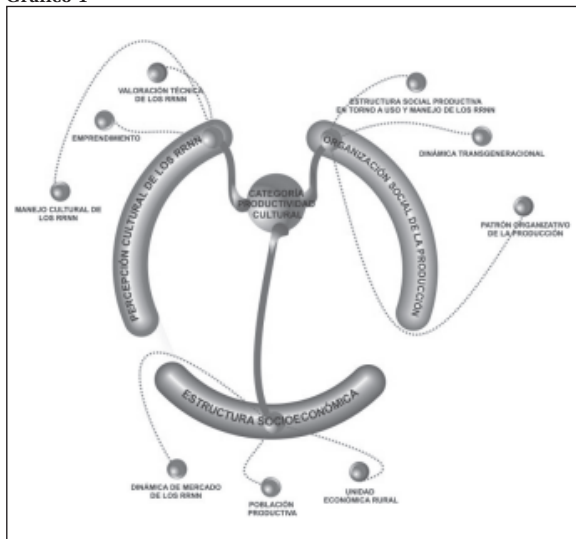 Gráfico 1
VALORACIÓN TÉCNICA
DE LOS RRNN
EMPRENDIMIENTO
MANEJO CULTURAL DE
LOS RRNN
PERCEPCIÓN CULTURAL DE LOS RRNN
CATEGORÍA
PRODUCTIVIDAD
CULTURAL
ESTRUCTURA SOCIAL PRODUCTIVA
EN TORNO A USO Y MANEJO DE LOS RRNN
DINÁMICA TRANSGENERACIONAL
PATRÓN ORGANIZATIVO
DE LA PRODUCCIÓN
ORGANIZACIÓN SOCIAL DE LA PRODUCCIÓN
ESTRUCTURA SOCIOECONÓMICA
DINÁMICA DE MERCADO
DE LOS RRNN
POBLACIÓN
PRODUCTIVA
UNIDAD
ECONÓMICA RURAL